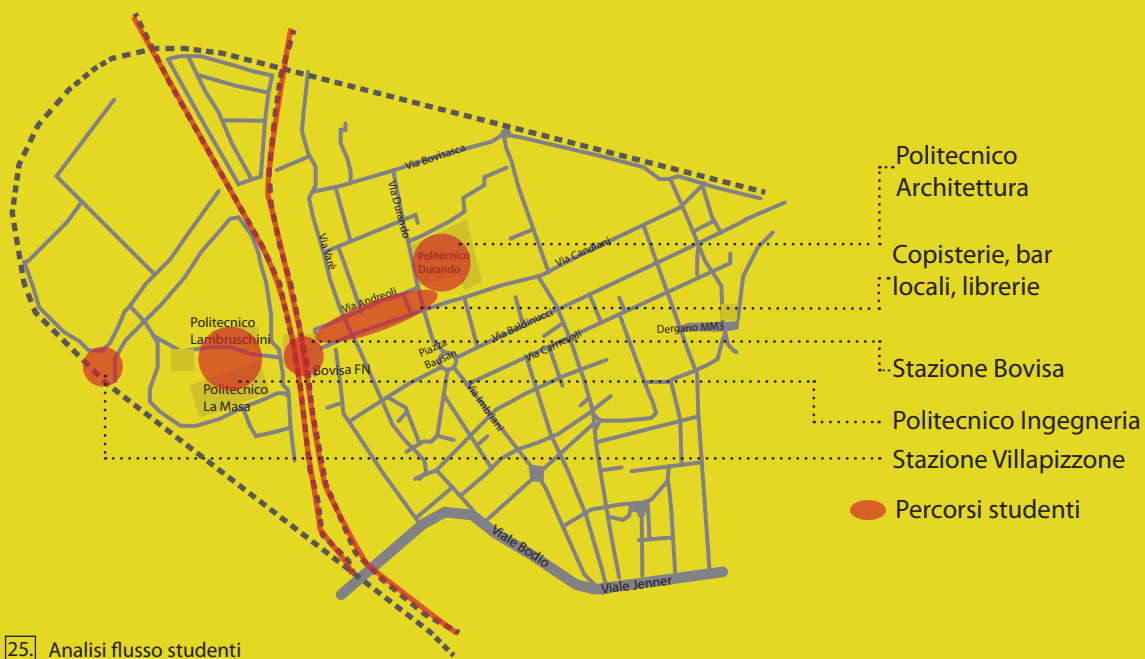 Via Bovisasca
Via Durando
Via Varè
Politecnico
Durando
Via Candiani
Via Andreoli
Politecnico
Lambruschini
Piazza
Bausan
Via Baldinucci
Via Carnevali
Dergano MM3
Bovisa FN
Politecnico
La Masa
Via Imbriani
Viale Bodio
Viale Jenner
Politecnico
Architettura
Copisterie, bar
locali, librerie
Stazione Bovisa
Politecnico Ingegneria
Stazione Villapizzone
Percorsi studenti
25. Analisi flusso studenti